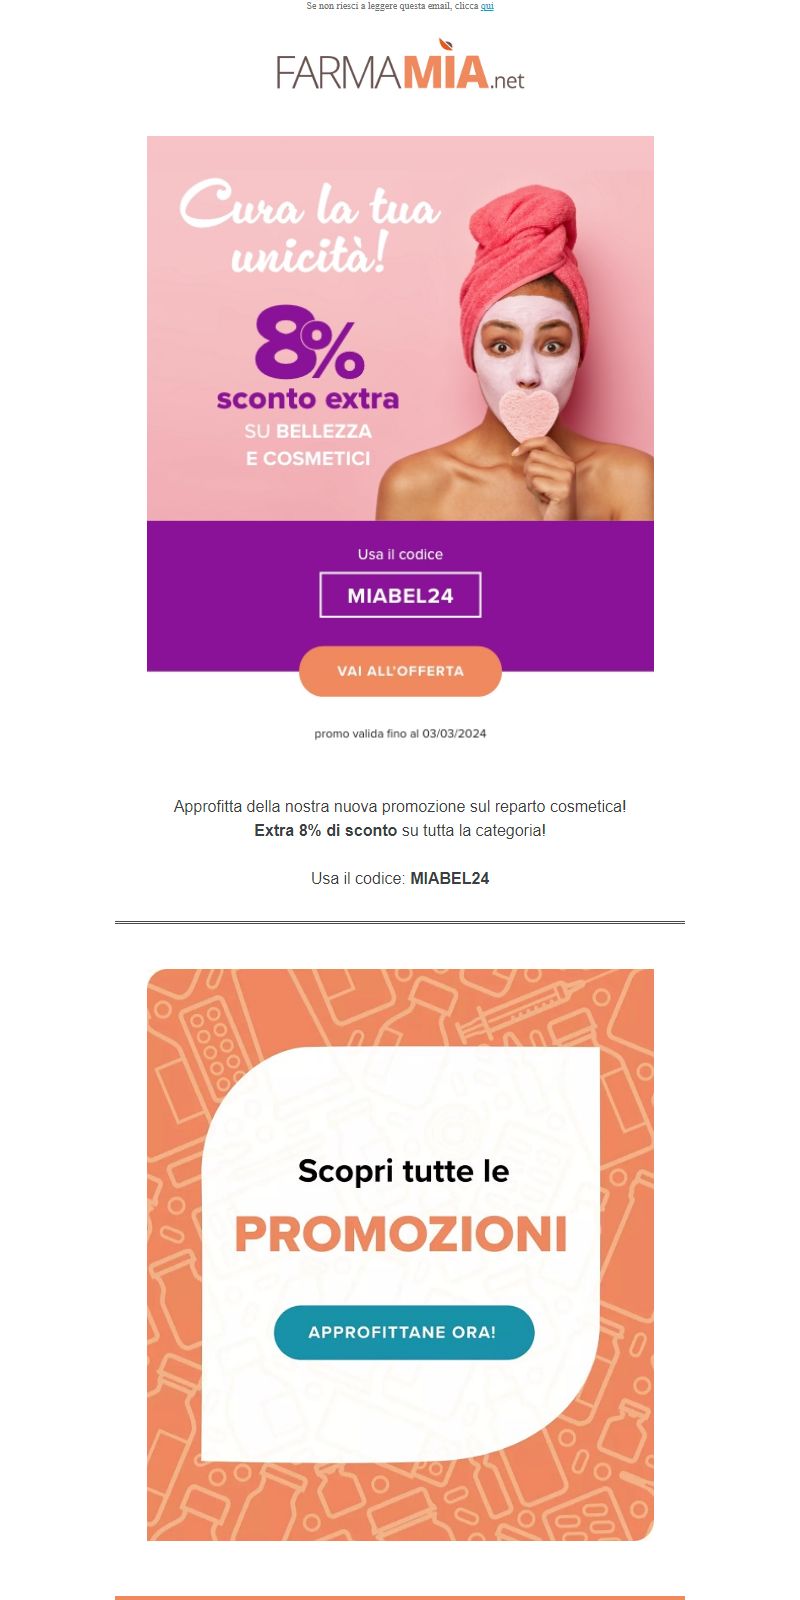 Se non riesci a leggere questa email, clicca qui
FARMAMÌA.net
Cura la tua
unicità!
8%
sconto extra
SU BELLEZZA
E COSMETICI
Usa il codice
MIABEL24
VAI ALL'OFFERTA
promo valida fino al 03/03/2024
Approfitta della nostra nuova promozione sul reparto cosmetica!
Extra 8% di sconto su tutta la categoria!
Usa il codice: MIABEL24
Scopri tutte le
PROMOZIONI
APPROFITTANE ORA!